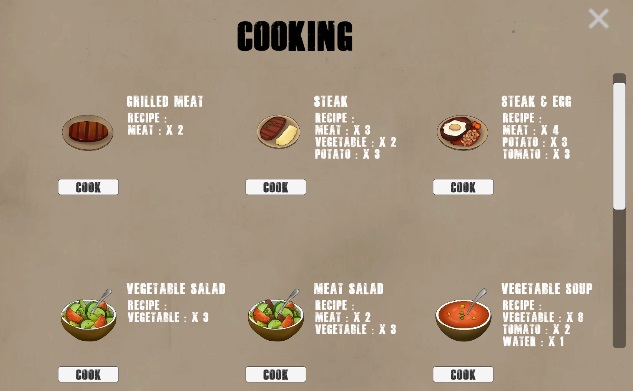 COOKING
GRILLED MEAT
RECIPE :
MEAT : X 2
COOK
STEAK
RECIPE :
MEAT : X 3
VEGETABLE : X 2
POTATO : X 3
COOK
STEAK & EGG
RECIPE :
MEAT : X 4
POTATO : X 3
TOMATO : X 3
COOK
VEGETABLE SALAD
RECIPE :
VEGETABLE : X 3
COOK
MEAT SALAD
RECIPE :
MEAT : X 2
VEGETABLE : X 3
COOK
VEGETABLE SOUP
RECIPE :
VEGETABLE : X 8
TOMATO : X 2
WATER : X 1
COOK